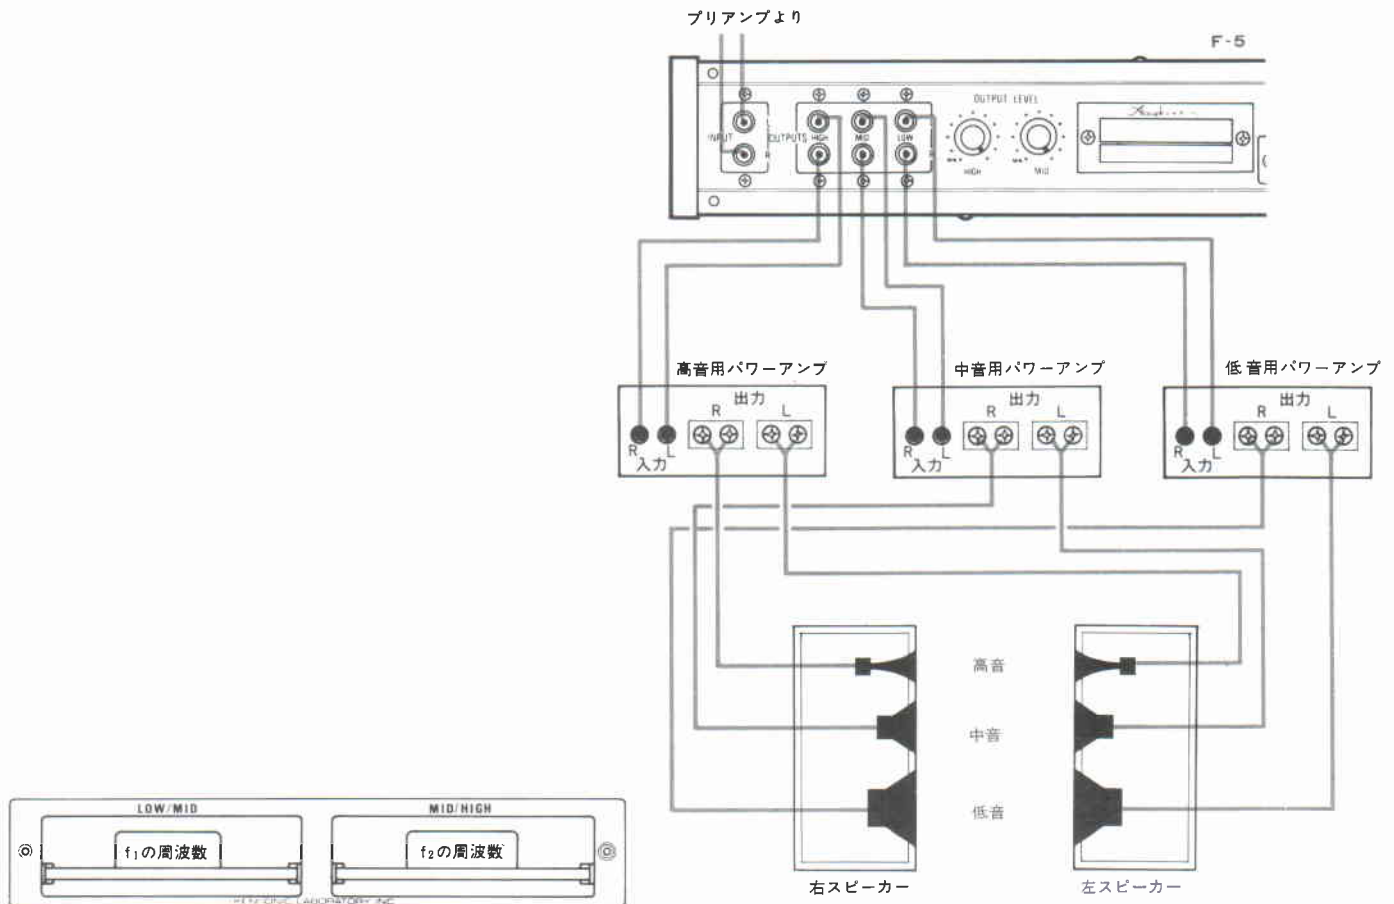 プリアンプより
F-5
OUTPUT LEVEL
INPUT
OUTPUTS HIGH MID LOW
R
HIGH MID
高音用パワーアンプ
出力
R L
R L
入力
中音用パワーアンプ
出力
R L
R L
入力
低音用パワーアンプ
出力
R L
R L
入力
高音
中音
低音
右スピーカー
左スピーカー
LOW/MID MID/HIGH
f₁の周波数 f₂の周波数
KENSONIC LABORATORY INC